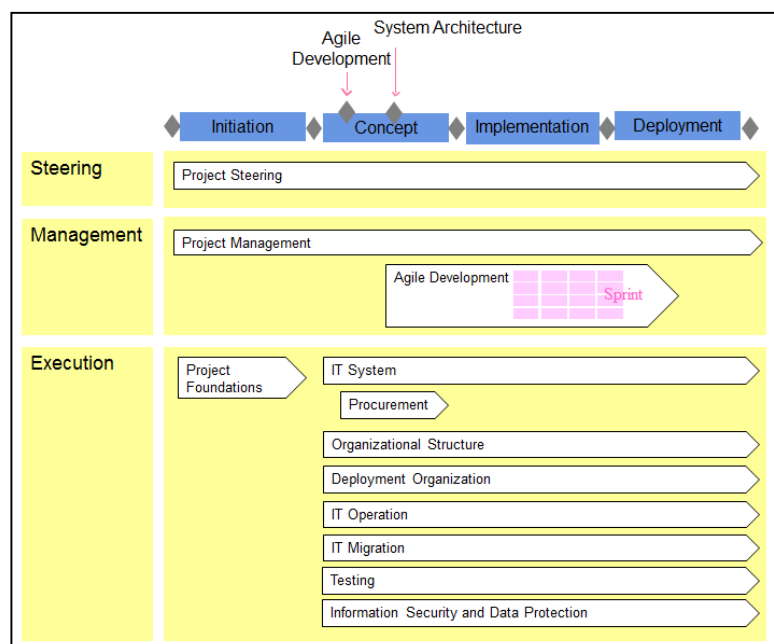 System Architecture
Agile
Development
Initiation
Concept
Implementation
Deployment
Steering
Project Steering
Management
Project Management
Agile Development
Sprint
Execution
Project
Foundations
IT System
Procurement
Organizational Structure
Deployment Organization
IT Operation
IT Migration
Testing
Information Security and Data Protection